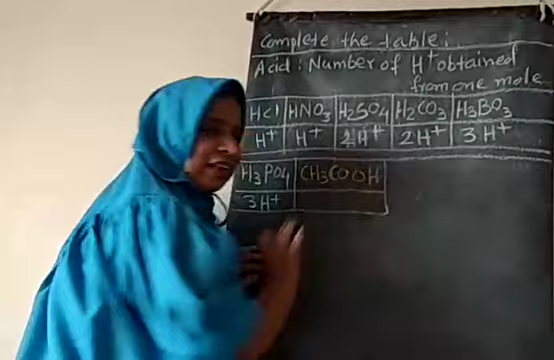 Complete the table:
Acid: Number of H⁺ obtained
from one mole
HCl HNO₃ H₂SO₄ H₂CO₃ H₃BO₃
H⁺ H⁺ 2H⁺ 2H⁺ 3H⁺
H₃PO₄ CH₃COOH
3H⁺